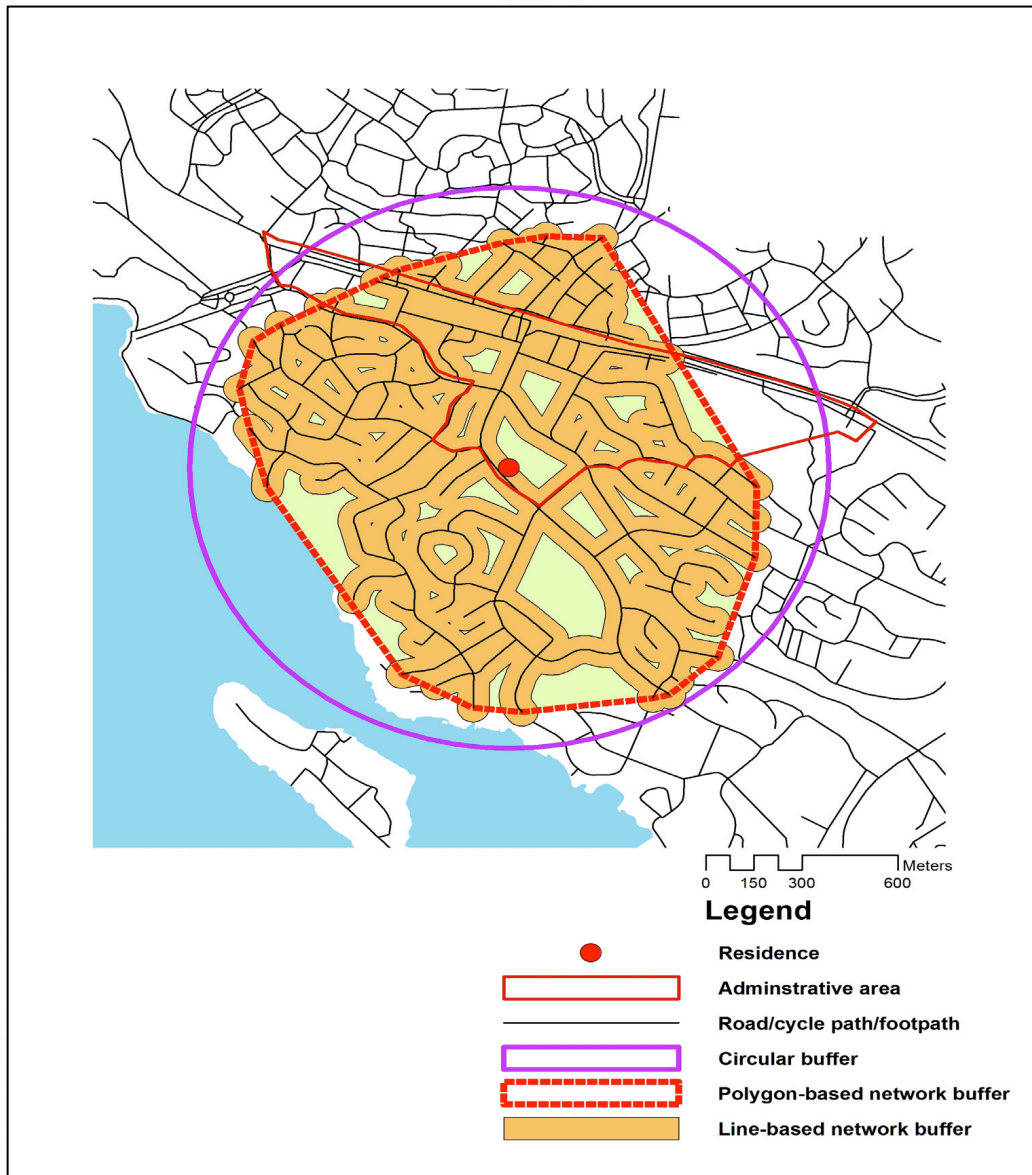 Meters
0 150 300 600
Legend
Residence
Adminstrative area
Road/cycle path/footpath
Circular buffer
Polygon-based network buffer
Line-based network buffer